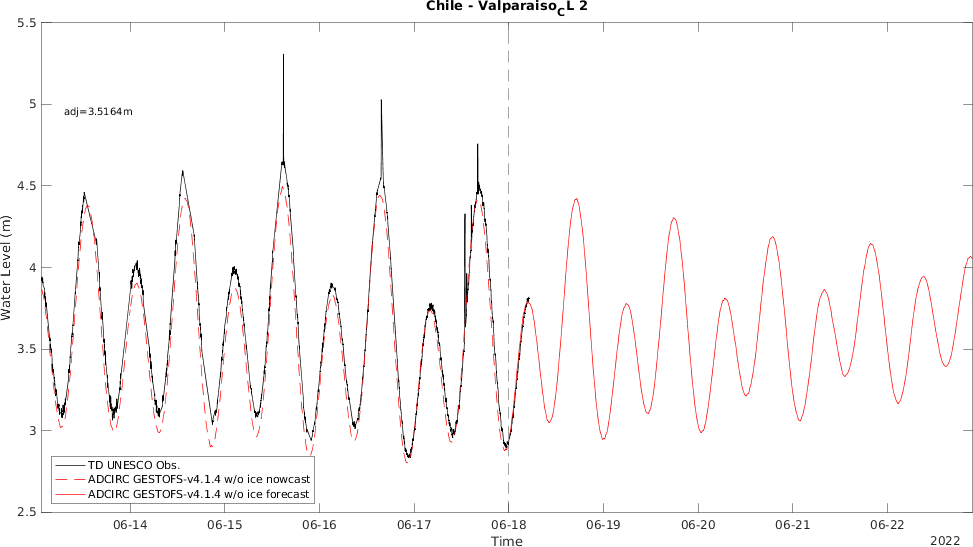 Chile - Valparaiso_CL 2
5.5
5
4.5
4
3.5
3
2.5
Water Level (m)
adj=3.5164m
TD UNESCO Obs.
ADCIRC GESTOFS-v4.1.4 w/o ice nowcast
ADCIRC GESTOFS-v4.1.4 w/o ice forecast
06-14 06-15 06-16 06-17 06-18 06-19 06-20 06-21 06-22
Time
2022